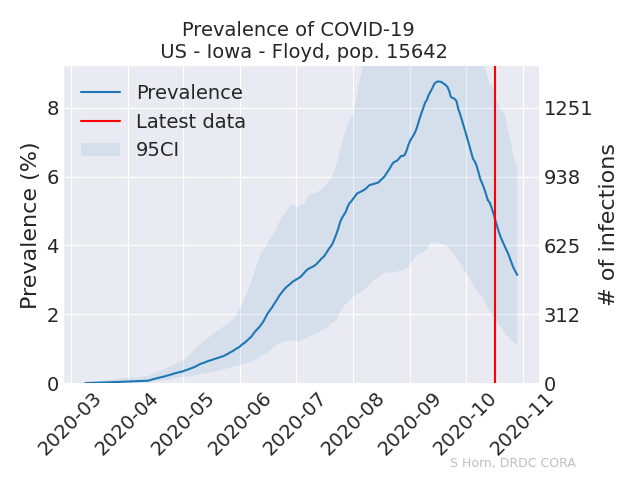 Prevalence of COVID-19
US - Iowa - Floyd, pop. 15642
Prevalence
Latest data
95CI
Prevalence (%)
8
6
4
2
0
# of infections
1251
938
625
312
0
2020-03
2020-04
2020-05
2020-06
2020-07
2020-08
2020-09
2020-10
2020-11
S Horn, DRDC CORA